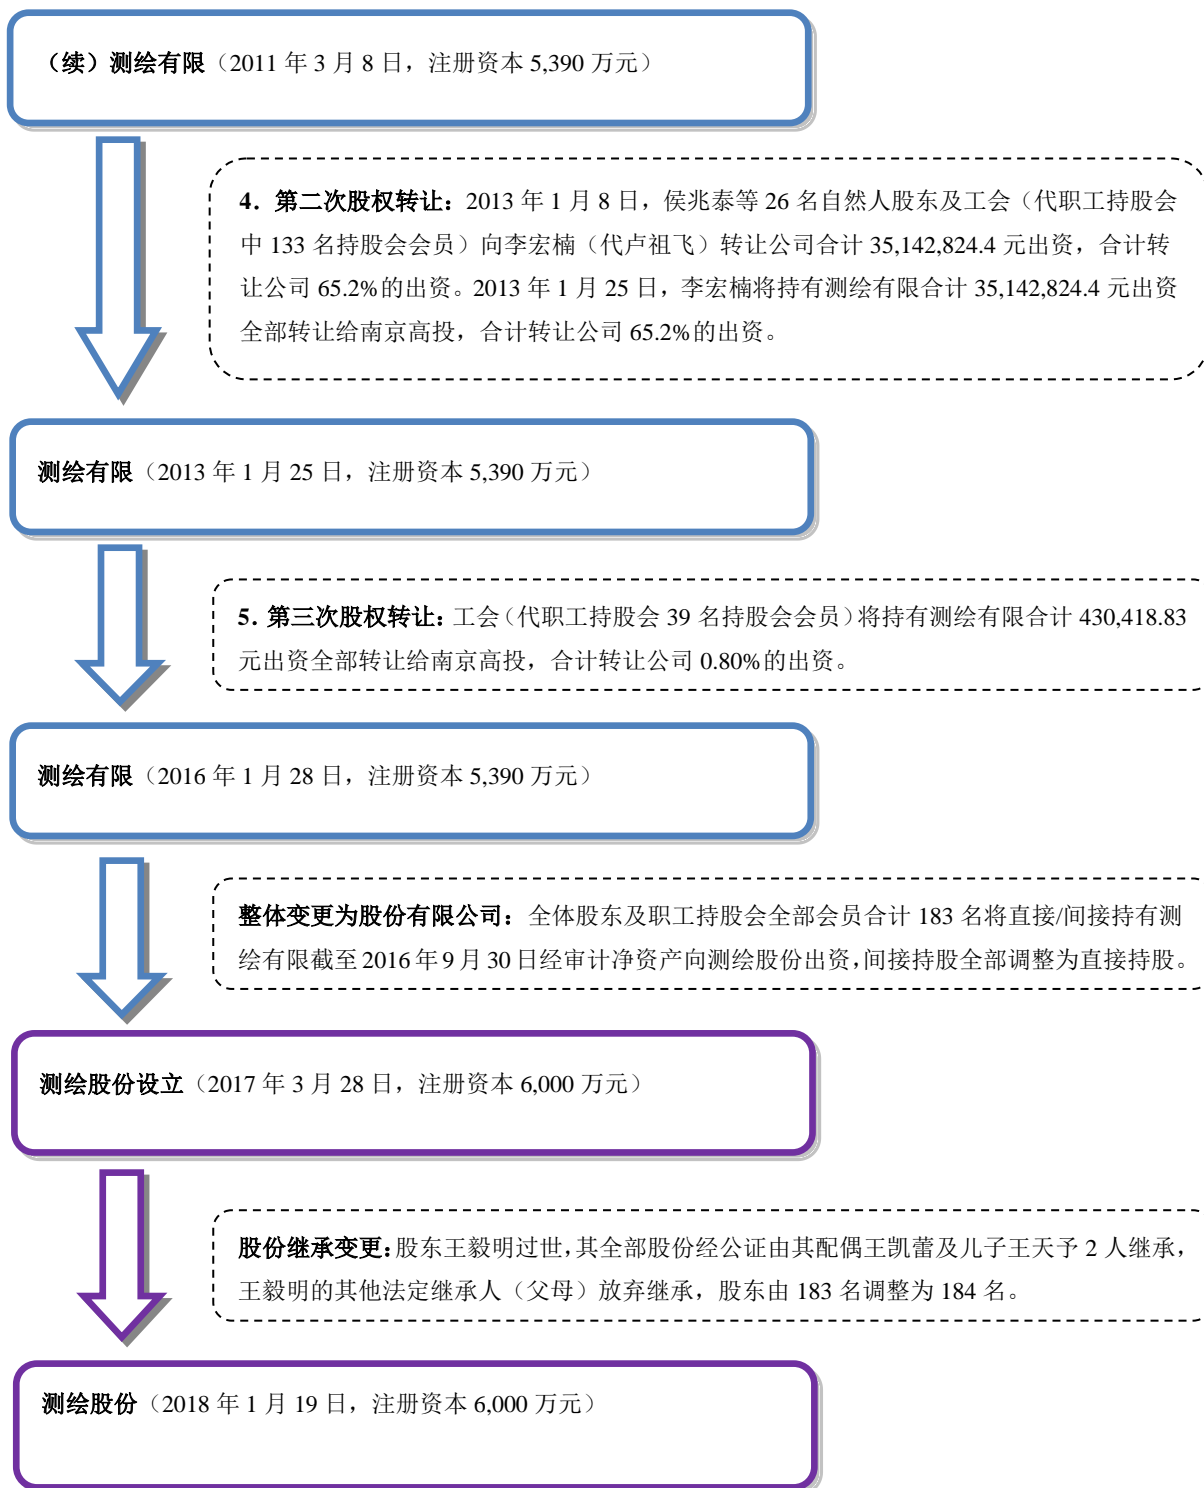 （续）测绘有限（2011 年 3 月 8 日，注册资本 5,390 万元）
4．第二次股权转让：2013 年 1 月 8 日，侯兆泰等 26 名自然人股东及工会（代职工持股会
中 133 名持股会会员）向李宏楠（代卢祖飞）转让公司合计 35,142,824.4 元出资，合计转
让公司 65.2%的出资。2013 年 1 月 25 日，李宏楠将持有测绘有限合计 35,142,824.4 元出资
全部转让给南京高投，合计转让公司 65.2%的出资。
测绘有限（2013 年 1 月 25 日，注册资本 5,390 万元）
5．第三次股权转让：工会（代职工持股会 39 名持股会会员）将持有测绘有限合计 430,418.83
元出资全部转让给南京高投，合计转让公司 0.80%的出资。
测绘有限（2016 年 1 月 28 日，注册资本 5,390 万元）
整体变更为股份有限公司：全体股东及职工持股会全部会员合计 183 名将直接/间接持有测
绘有限截至 2016 年 9 月 30 日经审计净资产向测绘股份出资，间接持股全部调整为直接持股。
测绘股份设立（2017 年 3 月 28 日，注册资本 6,000 万元）
股份继承变更：股东王毅明过世，其全部股份经公证由其配偶王凯蕾及儿子王天予 2 人继承，
王毅明的其他法定继承人（父母）放弃继承，股东由 183 名调整为 184 名。
测绘股份（2018 年 1 月 19 日，注册资本 6,000 万元）